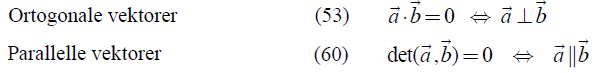 Ortogonale vektorer (53) a⃗·b⃗=0 ⇔ a⃗⊥b⃗
Parallelle vektorer (60) det(a⃗,b⃗)=0 ⇔ a⃗∥b⃗